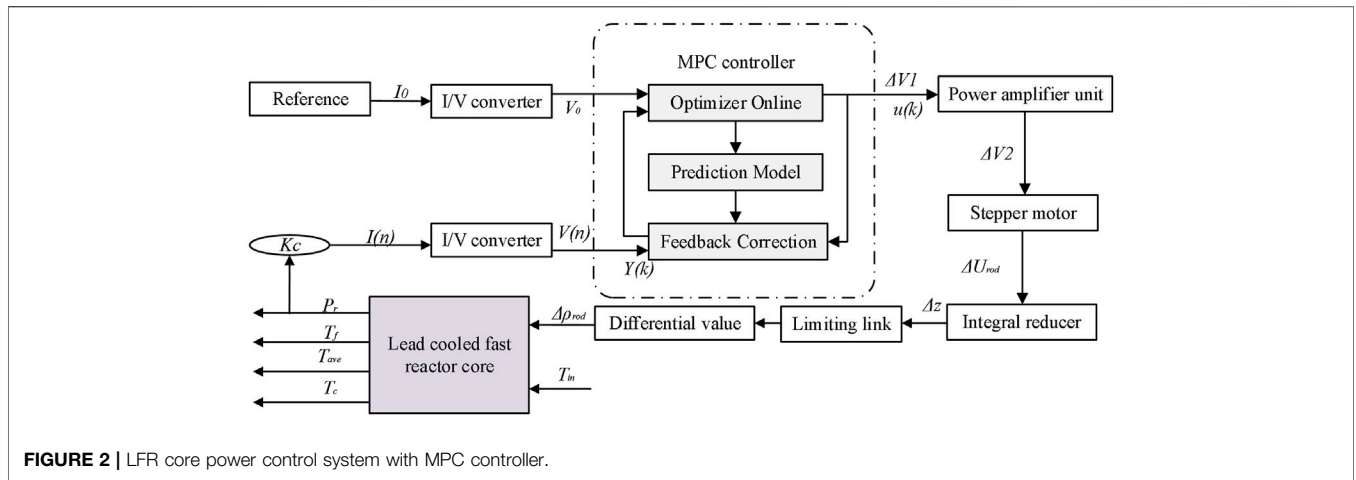 MPC controller
Reference
I0
I/V converter
V0
Optimizer Online
ΔV1
u(k)
Power amplifier unit
ΔV2
Prediction Model
Stepper motor
Kc
I(n)
I/V converter
V(n)
Y(k)
Feedback Correction
ΔUrod
Pr
Tf
Tave
Tc
Lead cooled fast
reactor core
Δρrod
Differential value
Limiting link
Δz
Integral reducer
Tin
FIGURE 2 | LFR core power control system with MPC controller.